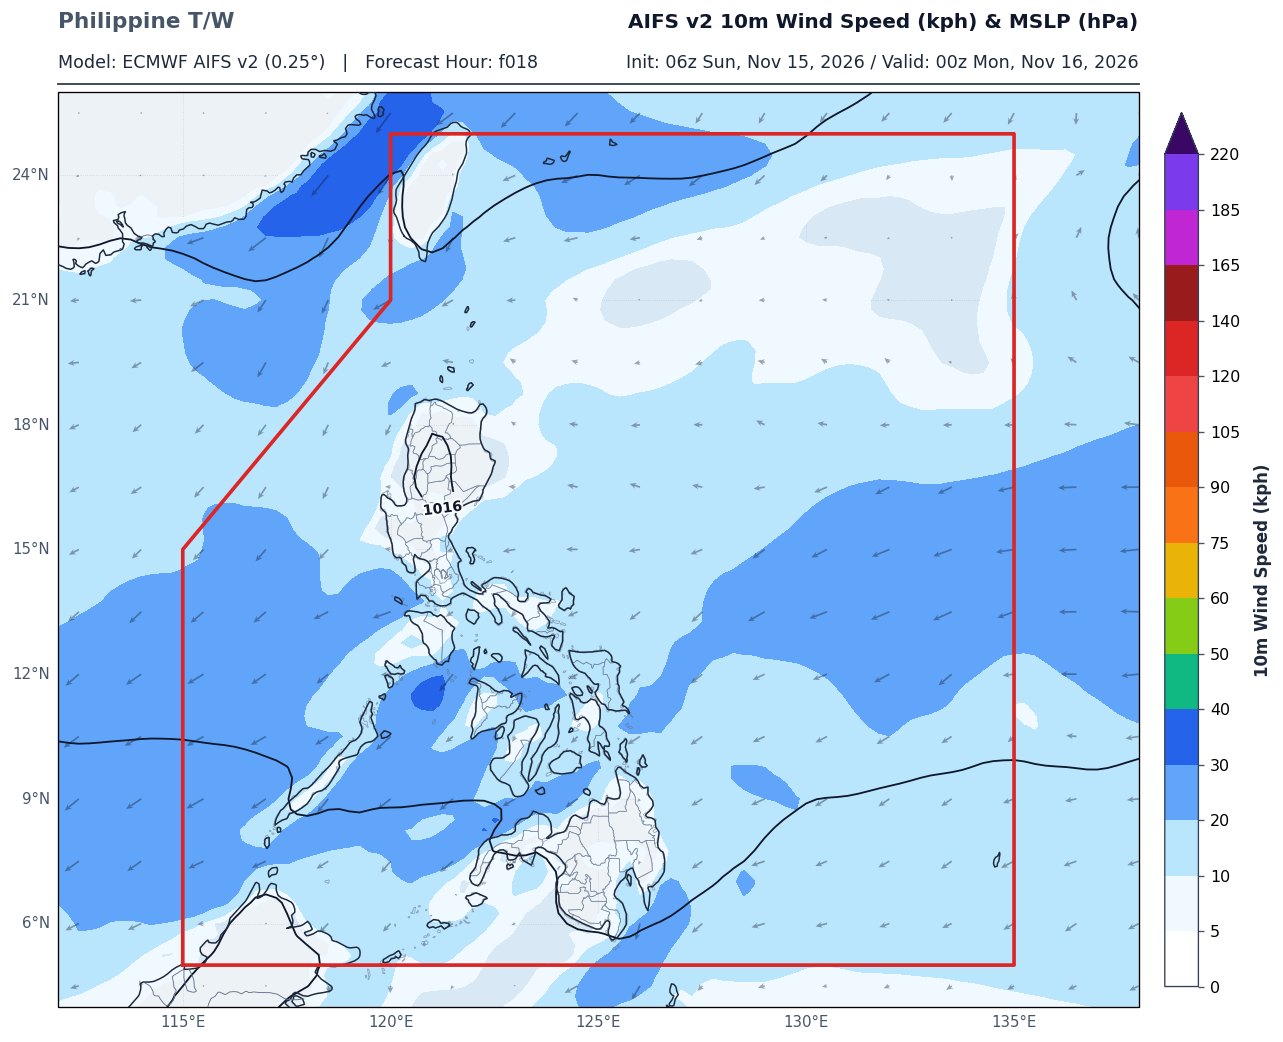 Philippine T/W
AIFS v2 10m Wind Speed (kph) & MSLP (hPa)
Model: ECMWF AIFS v2 (0.25°) | Forecast Hour: f018
Init: 06z Sun, Nov 15, 2026 / Valid: 00z Mon, Nov 16, 2026
24°N
21°N
18°N
15°N
12°N
9°N
6°N
1016
115°E
120°E
125°E
130°E
135°E
220
185
165
140
120
105
90
75
60
50
40
30
20
10
5
0
10m Wind Speed (kph)